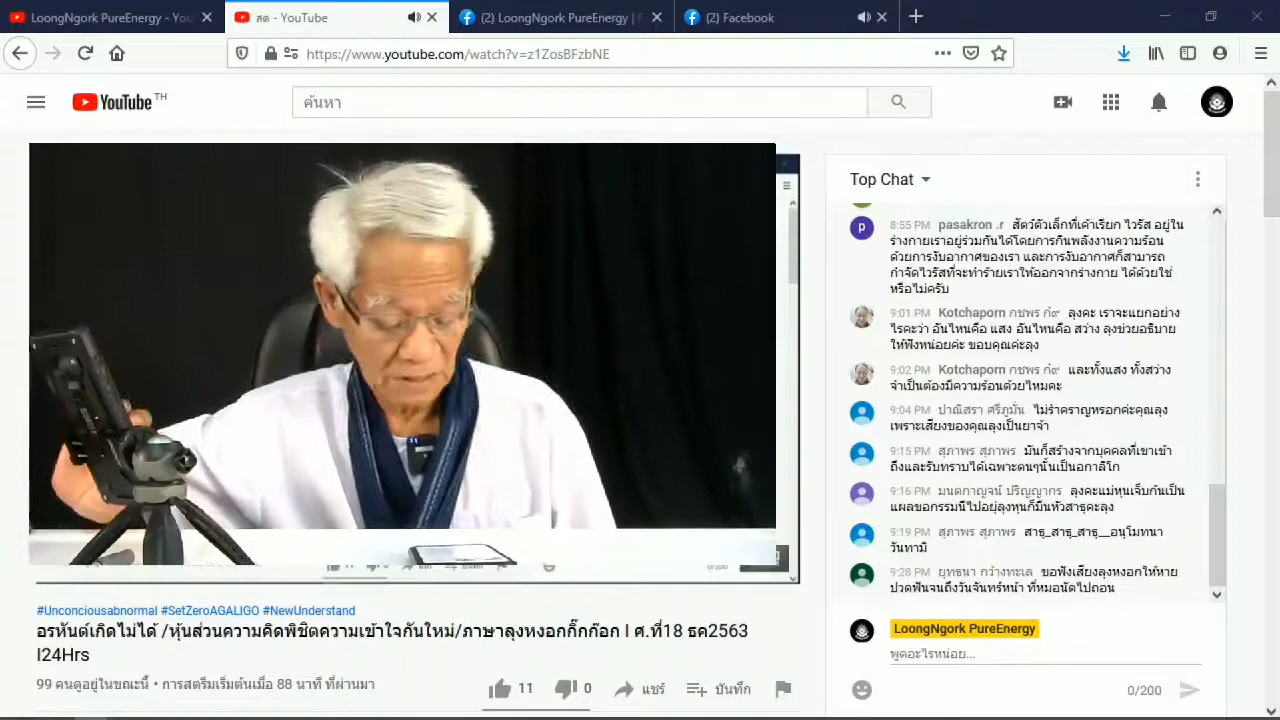 LoongNgork PureEnergy - You
สด - YouTube
(2) LoongNgork PureEnergy | F
(2) Facebook
https://www.youtube.com/watch?v=z1ZosBFzbNE
YouTube TH
ค้นหา
Top Chat
8:55 PM pasakron .r สัตว์ตัวเล็กที่เค้าเรียก ไวรัส อยู่ใน
ร่างกายเราอยู่ร่วมกันได้โดยการกินพลังงานความร้อน
ด้วยการงับอากาศของเรา และการงับอากาศก็สามารถ
กำจัดไวรัสที่จะทำร้ายเราให้ออกจากร่างกาย ได้ด้วยใช่
หรือไม่ครับ
9:01 PM Kotchaporn กชพร ก๋๙ ลุงคะ เราจะแยกอย่าง
ไรคะว่า อันไหนคือ แสง อันไหนคือ สว่าง ลุงช่วยอธิบาย
ให้ฟังหน่อยค่ะ ขอบคุณค่ะลุง
9:02 PM Kotchaporn กชพร ก๋๙ และทั้งแสง ทั้งสว่าง
จำเป็นต้องมีความร้อนด้วยไหมคะ
9:04 PM ปาณิสรา ศรีภูมั่น ไม่รำคราญหรอกค่ะคุณลุง
เพราะเสียงของคุณลุงเป็นยาจ้า
9:15 PM สุภาพร สุภาพร มันก็สร้างจากบุคคลที่เขาเข้า
ถึงและรับทราบได้เฉพาะตนๆนั้นเป็นอกาลิโก
9:16 PM มนตกาญจน์ ปริญญากร ลุงคะแม่หุนเจ็บก้นเป็น
แผลขอกรรมนี้ไปอยู่ลุงหุนก็มึนหัวสาธุคะลุง
9:19 PM สุภาพร สุภาพร สาธุ_สาธุ_สาธุ__อนุโมทนา
วันทามิ
9:28 PM ยุทธนา กว้างทะเล ขอฟังเสียงลุงหงอกให้หาย
ปวดฟันจนถึงวันจันทร์หน้า ที่หมอนัดไปถอน
LoongNgork PureEnergy
พูดอะไรหน่อย...
0/200
#Unconciousabnormal #SetZeroAGALIGO #NewUnderstand
อรหันต์เกิดไม่ได้ /หุ้นส่วนความคิดพิชิตความเข้าใจกันใหม่/ภาษาลุงหงอกกิ๊กก๊อก I ศ.ที่18 ธค2563
I24Hrs
99 คนดูอยู่ในขณะนี้ • การสตรีมเริ่มต้นเมื่อ 88 นาที ที่ผ่านมา
11
0
แชร์
บันทึก